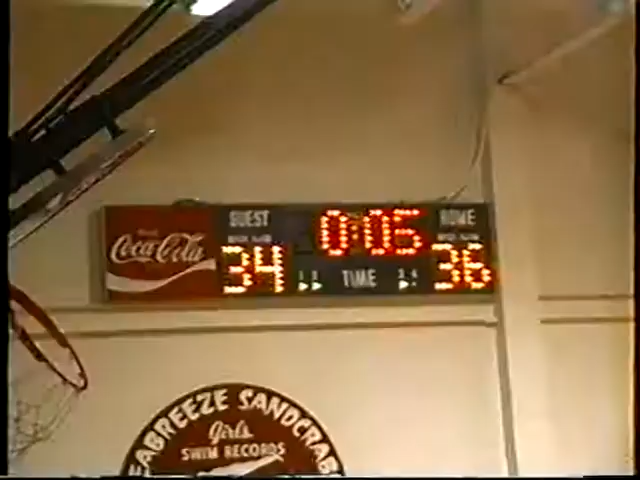 GUEST
0:05
HOME
Coca-Cola
34
TIME
36
SEABREEZE SANDCRABS
Girls
SWIM RECORDS